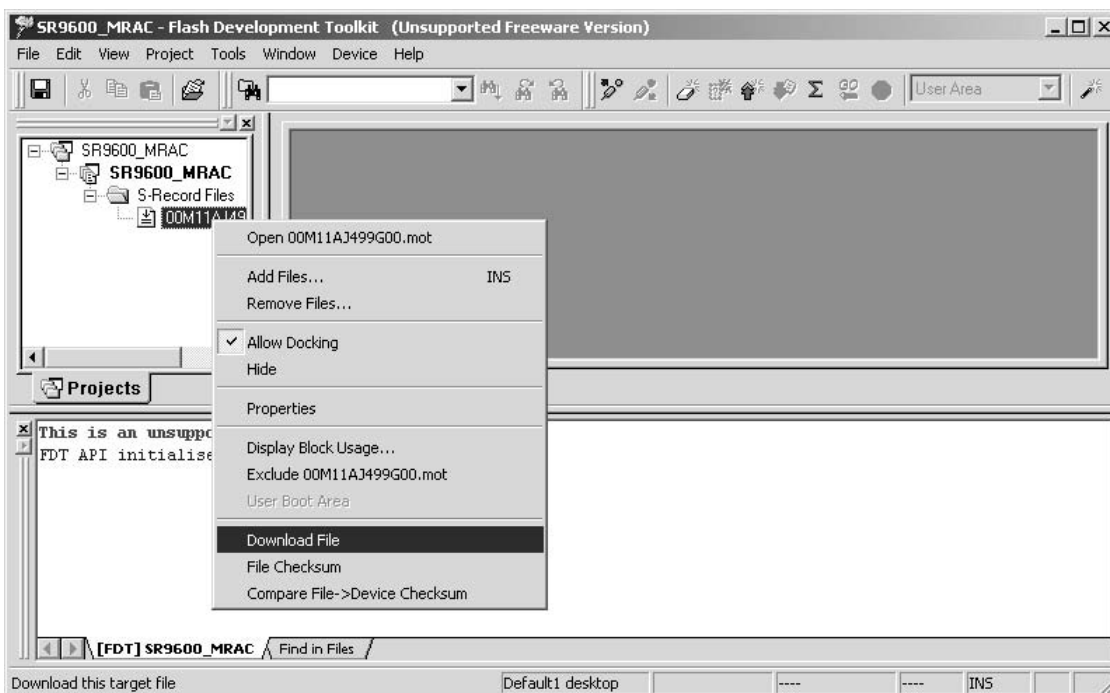 SR9600_MRAC - Flash Development Toolkit (Unsupported Freeware Version)
File Edit View Project Tools Window Device Help
User Area
SR9600_MRAC
SR9600_MRAC
S-Record Files
00M11AJ49
Open 00M11AJ499G00.mot
Add Files... INS
Remove Files...
Allow Docking
Hide
Projects
Properties
This is an unsuppo
Display Block Usage...
FDT API initialise
Exclude 00M11AJ499G00.mot
User Boot Area
Download File
File Checksum
Compare File->Device Checksum
[FDT] SR9600_MRAC Find in Files
Download this target file Default1 desktop ---- ---- INS